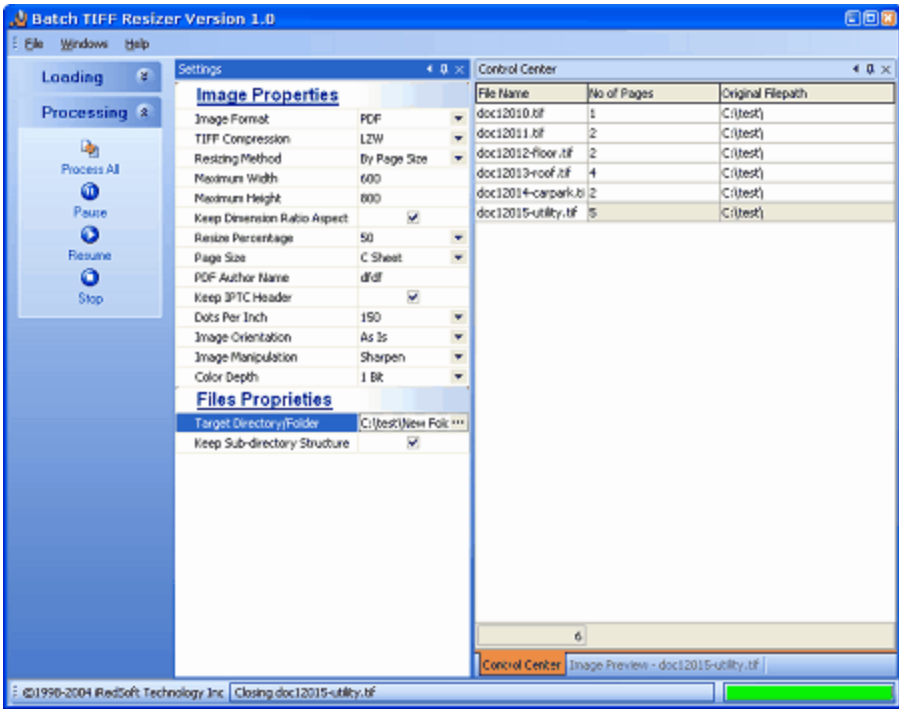 Batch TIFF Resizer Version 1.0
File Windows Help
Loading
Processing
Process All
Pause
Resume
Stop
Settings
Image Properties
Image Format PDF
TIFF Compression LZW
Resizing Method By Page Size
Maximum Width 600
Maximum Height 800
Keep Dimension Ratio Aspect
Resize Percentage 50
Page Size C Sheet
PDF Author Name dfdf
Keep IPTC Header
Dots Per Inch 150
Image Orientation As Is
Image Manipulation Sharpen
Color Depth 1 Bit
Files Proprieties
Target Directory/Folder C:\test\New Folc ...
Keep Sub-directory Structure
Control Center
File Name No of Pages Original Filepath
doc12010.tif 1 C:\test\
doc12011.tif 2 C:\test\
doc12012-floor.tif 2 C:\test\
doc12013-roof.tif 4 C:\test\
doc12014-carpark.ti 2 C:\test\
doc12015-utility.tif 5 C:\test\
6
Control Center Image Preview - doc12015-utility.tif
©1998-2004 iRedSoft Technology Inc Closing doc12015-utility.tif